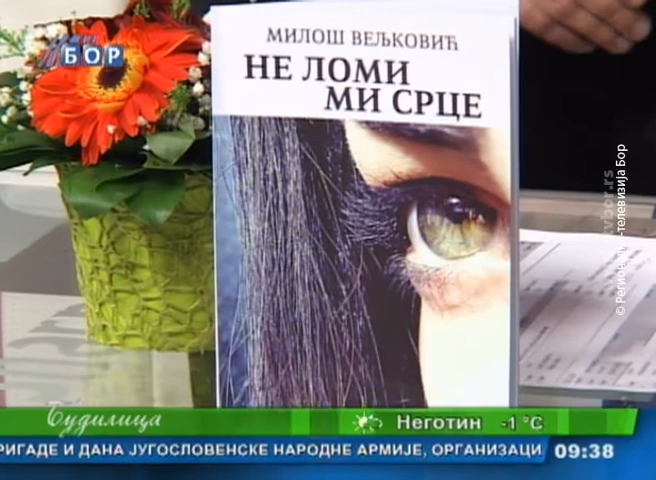 БОР
МИЛОШ ВЕЉКОВИЋ
НЕ ЛОМИ
МИ СРЦЕ
Будилица
Неготин -1 °C
РИГАДЕ И ДАНА ЈУГОСЛОВЕНСКЕ НАРОДНЕ АРМИЈЕ, ОРГАНИЗАЦИ
09:38